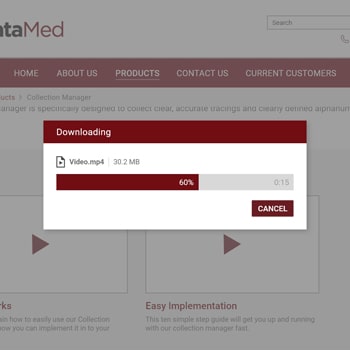 taMed
Search
HOME ABOUT US PRODUCTS CONTACT US CURRENT CUSTOMERS
ducts > Collection Manager
anager is specifically designed to collect clear, accurate tracings and clearly defined alphanum
Downloading
Video.mp4 | 30.2 MB
60% 0:15
CANCEL
rks Easy Implementation
arn how to easily use our Collection This ten simple step guide will get you up and running
how you can implement it in to your with our collection manager fast.